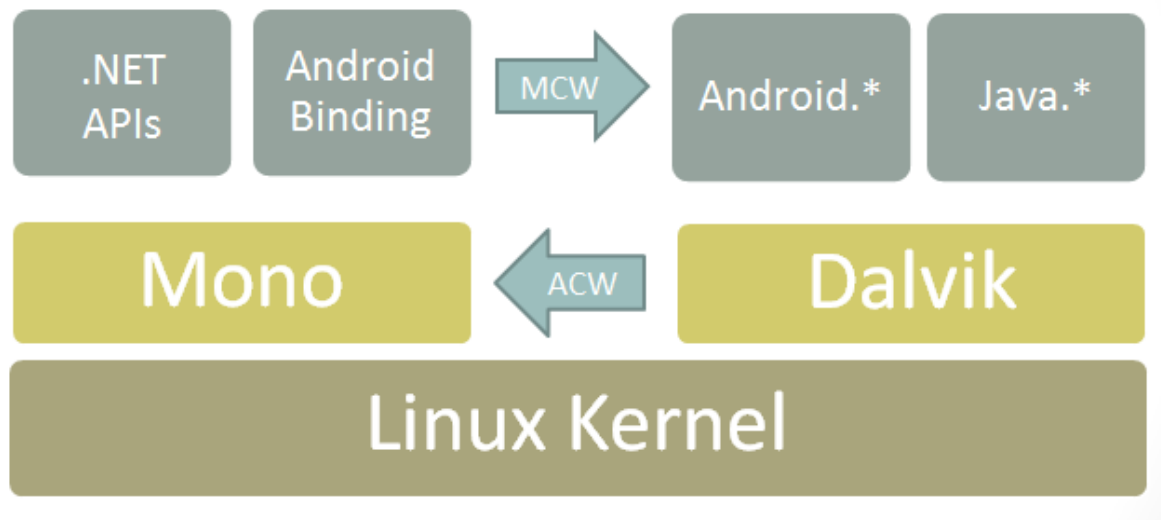 .NET
APIs
Android
Binding
MCW
Android.*
Java.*
Mono
ACW
Dalvik
Linux Kernel